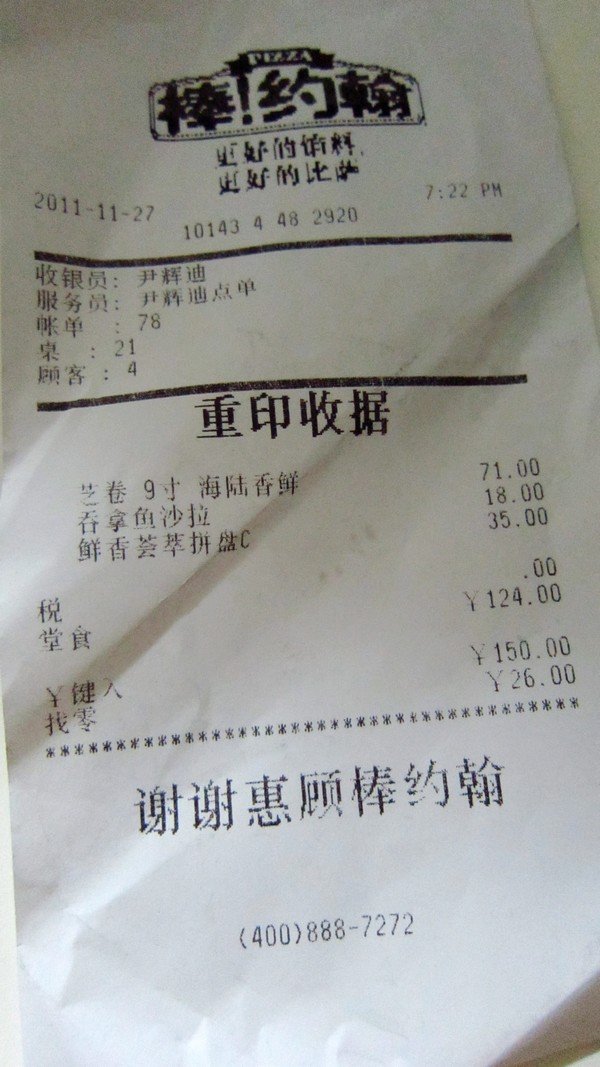 PIZZA
棒!约翰
更好的馅料,
更好的比萨
2011-11-27 10143 4 48 2920 7:22 PM
收银员: 尹辉迪
服务员: 尹辉迪点单
帐单 : 78
桌 : 21
顾客 : 4
重印收据
芝卷 9寸 海陆香鲜 71.00
吞拿鱼沙拉 18.00
鲜香荟萃拼盘C 35.00
税 .00
堂食 ¥124.00
¥键入 ¥150.00
找零 ¥26.00
谢谢惠顾棒约翰
(400)888-7272